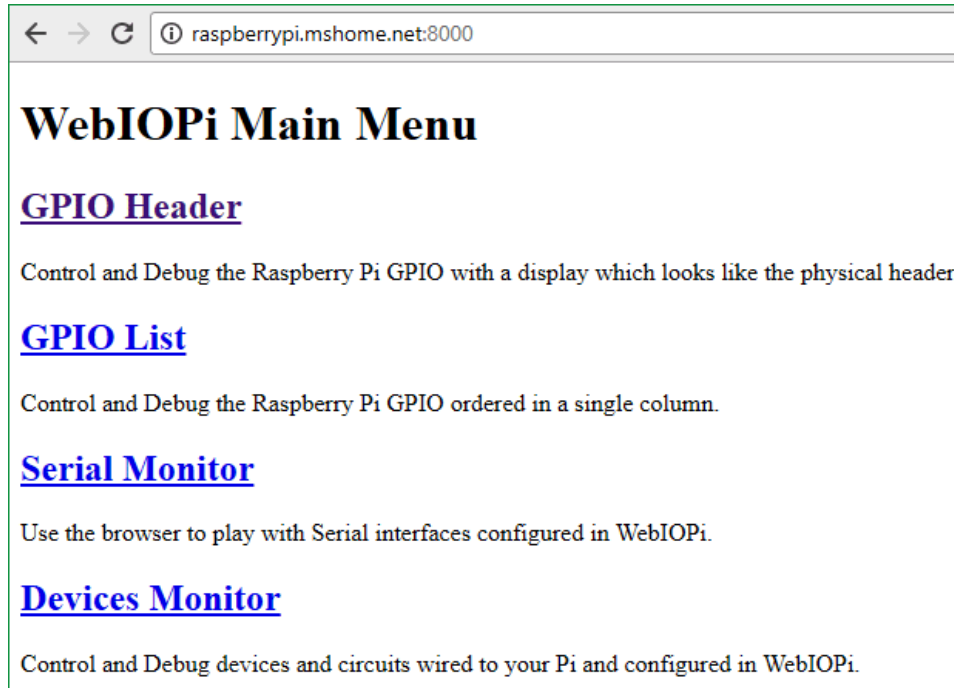 raspberrypi.mshome.net:8000
WebIOPi Main Menu
GPIO Header
Control and Debug the Raspberry Pi GPIO with a display which looks like the physical header
GPIO List
Control and Debug the Raspberry Pi GPIO ordered in a single column.
Serial Monitor
Use the browser to play with Serial interfaces configured in WebIOPi.
Devices Monitor
Control and Debug devices and circuits wired to your Pi and configured in WebIOPi.